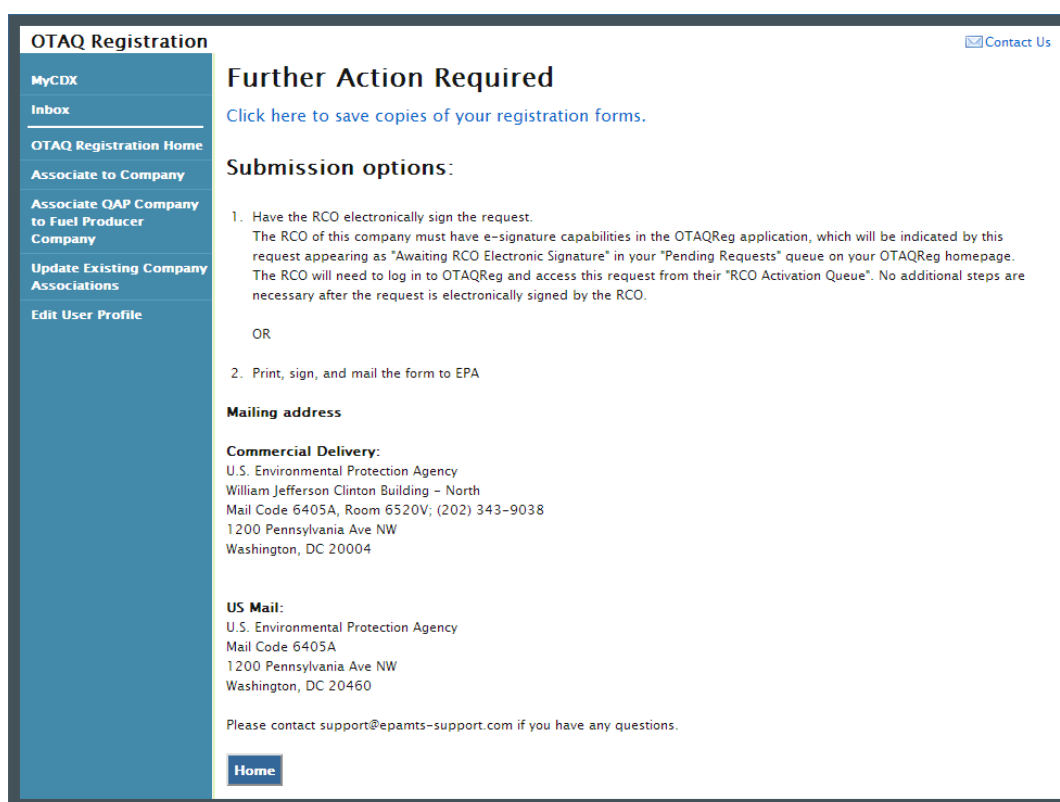 OTAQ Registration
Contact Us
MyCDX
Inbox
OTAQ Registration Home
Associate to Company
Associate QAP Company
to Fuel Producer
Company
Update Existing Company
Associations
Edit User Profile
Further Action Required
Click here to save copies of your registration forms.
Submission options:
1. Have the RCO electronically sign the request.
The RCO of this company must have e-signature capabilities in the OTAQReg application, which will be indicated by this
request appearing as "Awaiting RCO Electronic Signature" in your "Pending Requests" queue on your OTAQReg homepage.
The RCO will need to log in to OTAQReg and access this request from their "RCO Activation Queue". No additional steps are
necessary after the request is electronically signed by the RCO.
OR
2. Print, sign, and mail the form to EPA
Mailing address
Commercial Delivery:
U.S. Environmental Protection Agency
William Jefferson Clinton Building - North
Mail Code 6405A, Room 6520V; (202) 343-9038
1200 Pennsylvania Ave NW
Washington, DC 20004
US Mail:
U.S. Environmental Protection Agency
Mail Code 6405A
1200 Pennsylvania Ave NW
Washington, DC 20460
Please contact support@epamts-support.com if you have any questions.
Home